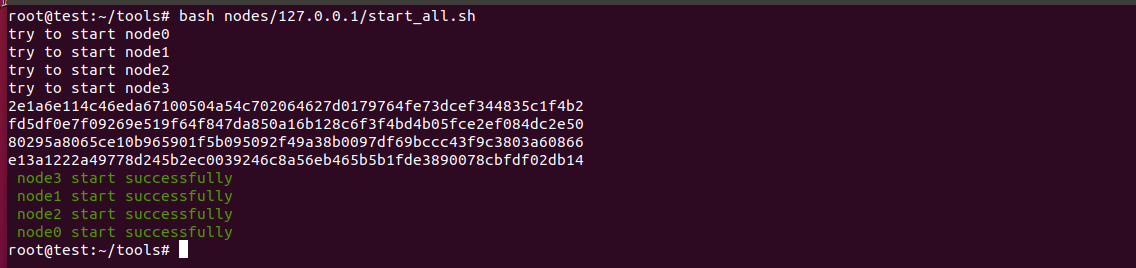 root@test:~/tools# bash nodes/127.0.0.1/start_all.sh
try to start node0
try to start node1
try to start node2
try to start node3
2e1a6e114c46eda67100504a54c702064627d0179764fe73dcef344835c1f4b2
fd5df0e7f09269e519f64f847da850a16b128c6f3f4bd4b05fce2ef084dc2e50
80295a8065ce10b965901f5b095092f49a38b0097df69bccc43f9c3803a60866
e13a1222a49778d245b2ec0039246c8a56eb465b5b1fde3890078cbfdf02db14
node3 start successfully
node1 start successfully
node2 start successfully
node0 start successfully
root@test:~/tools#